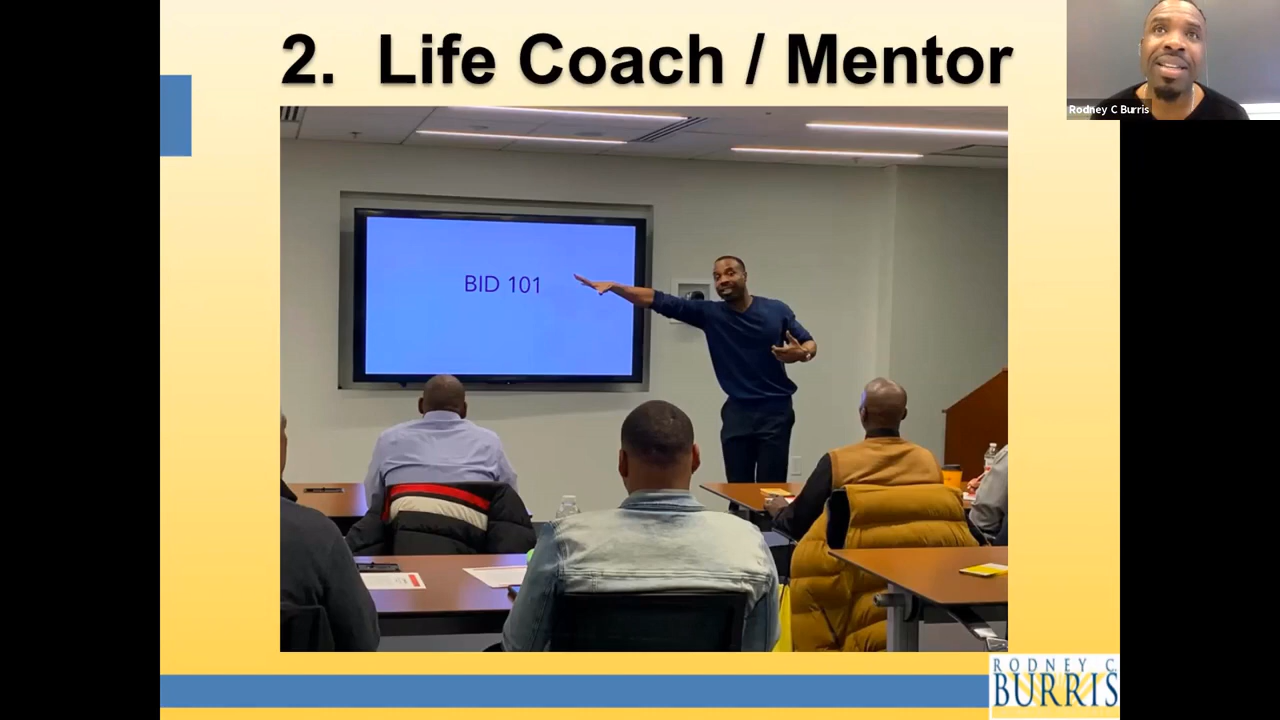 2. Life Coach / Mentor
Rodney C Burris
BID 101
RODNEY C.
BURRIS